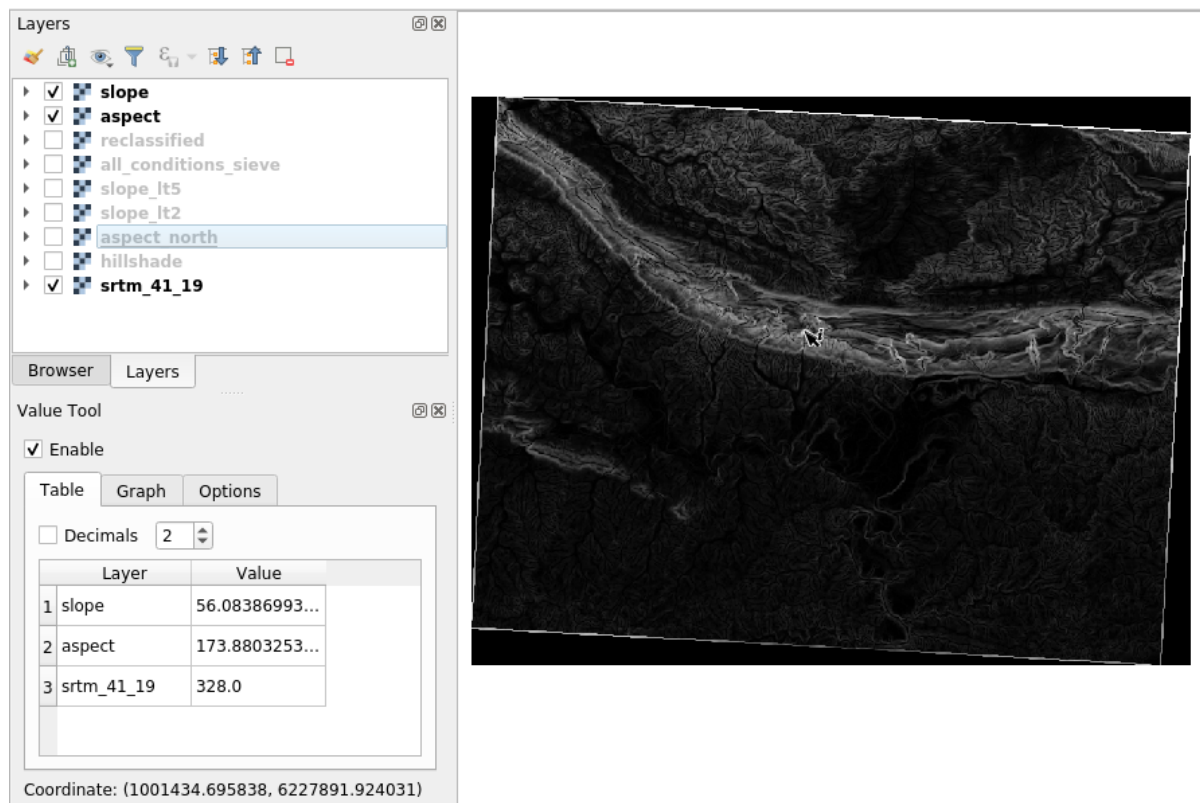 Layers
slope
aspect
reclassified
all_conditions_sieve
slope_lt5
slope_lt2
aspect_north
hillshade
srtm_41_19
Browser Layers
Value Tool
Enable
Table Graph Options
Decimals 2
Layer Value
1 slope 56.08386993...
2 aspect 173.8803253...
3 srtm_41_19 328.0
Coordinate: (1001434.695838, 6227891.924031)